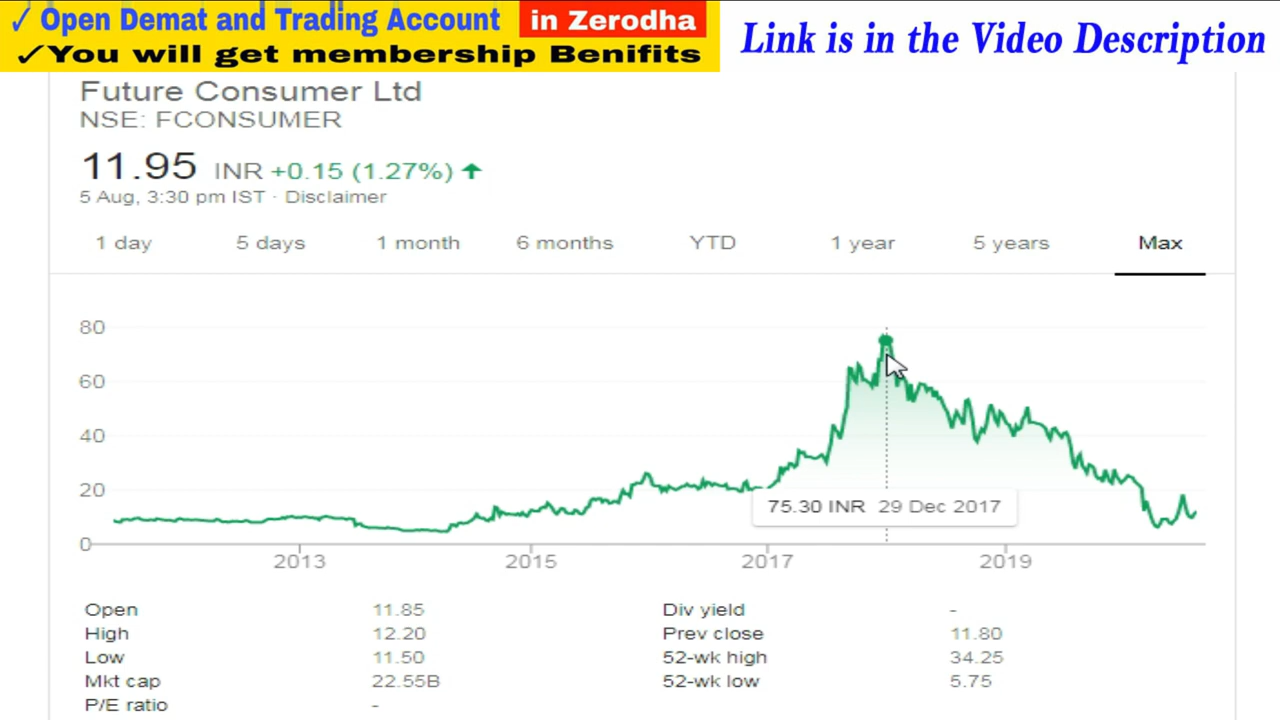 ✓ Open Demat and Trading Account in Zerodha
✓You will get membership Benifits
Link is in the Video Description
Future Consumer Ltd
NSE: FCONSUMER
11.95 INR +0.15 (1.27%) ↑
5 Aug, 3:30 pm IST · Disclaimer
1 day 5 days 1 month 6 months YTD 1 year 5 years Max
80
60
40
20
0
75.30 INR 29 Dec 2017
2013 2015 2017 2019
Open 11.85 Div yield -
High 12.20 Prev close 11.80
Low 11.50 52-wk high 34.25
Mkt cap 22.55B 52-wk low 5.75
P/E ratio -